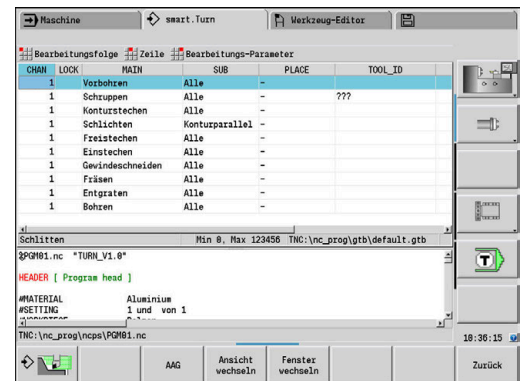 Maschine smart.Turn Werkzeug-Editor
Bearbeitungsfolge Zeile Bearbeitungs-Parameter
CHAN LOCK MAIN SUB PLACE TOOL_ID
1 Vorbohren Alle -
1 Schruppen Alle - ???
1 Konturstechen Alle -
1 Schlichten Konturparallel -
1 Freistechen Alle -
1 Einstechen Alle -
1 Gewindeschneiden Alle -
1 Fräsen Alle -
1 Entgraten Alle -
1 Bohren Alle -
Schlitten Min 0, Max 123456 TNC:\nc_prog\gtb\default.gtb
%PGM01.nc "TURN_V1.0"
HEADER [ Program head ]
#MATERIAL Aluminium
#SETTING 1 und von 1
TNC:\nc_prog\ncps\PGM01.nc
T
10:36:15
AAG Ansicht wechseln Fenster wechseln Zurück